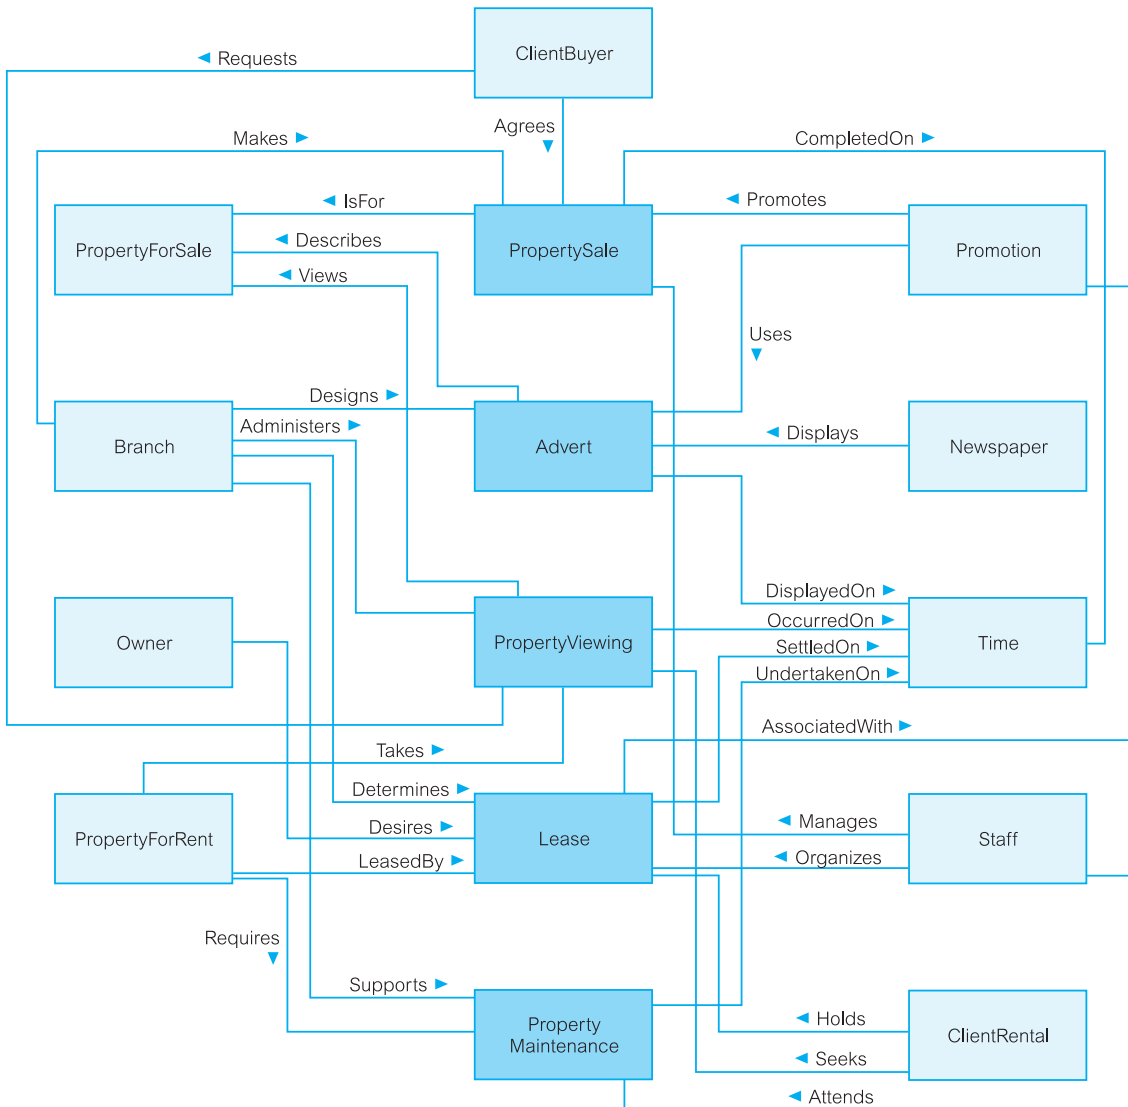 ClientBuyer
Requests
Agrees
Makes
CompletedOn
IsFor
Promotes
PropertyForSale
Describes
PropertySale
Promotion
Views
Uses
Designs
Administers
Branch
Advert
Displays
Newspaper
DisplayedOn
OccurredOn
Owner
PropertyViewing
SettledOn
Time
UndertakenOn
AssociatedWith
Takes
Determines
Desires
Manages
PropertyForRent
Lease
Staff
LeasedBy
Organizes
Requires
Supports
Property
Maintenance
Holds
ClientRental
Seeks
Attends